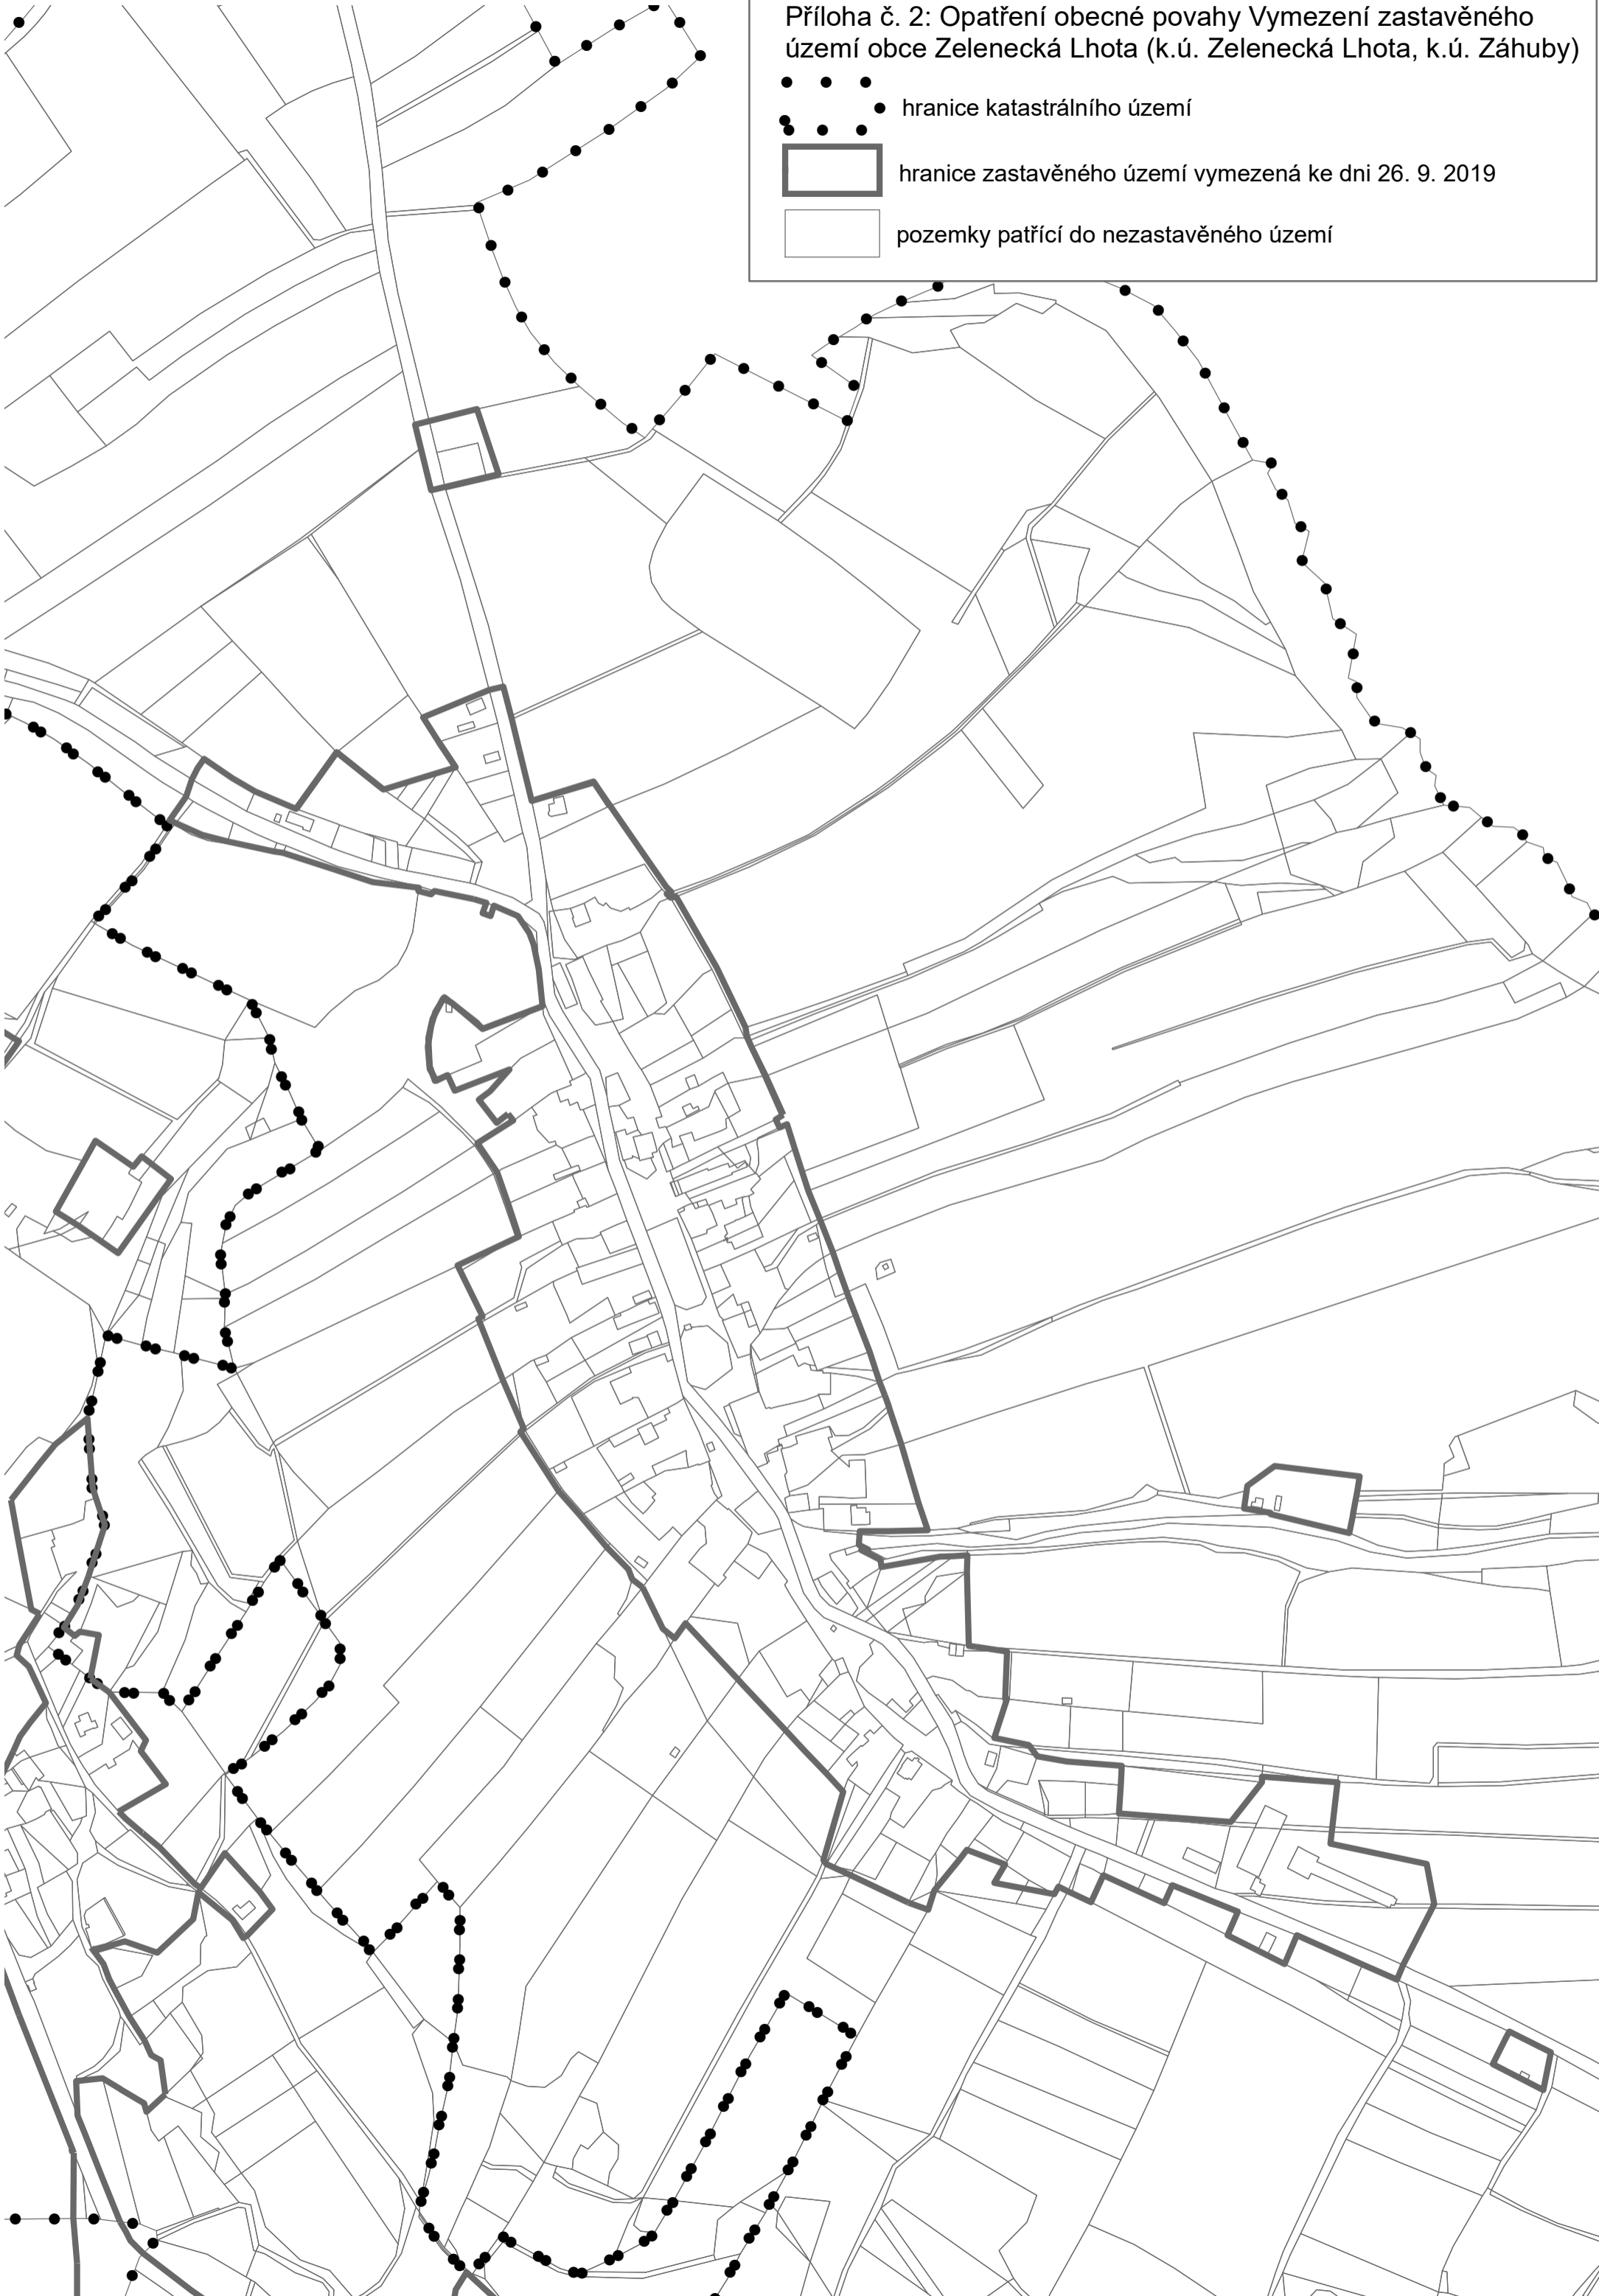 Příloha č. 2: Opatření obecné povahy Vymezení zastavěného
území obce Zelenecká Lhota (k.ú. Zelenecká Lhota, k.ú. Záhuby)
hranice katastrálního území
hranice zastavěného území vymezená ke dni 26. 9. 2019
pozemky patřící do nezastavěného území